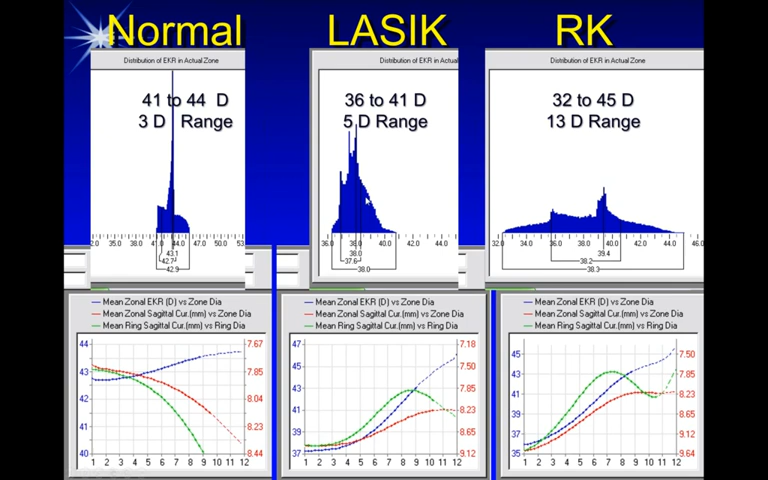 Normal
LASIK
RK
Distribution of EKR in Actual Zone
41 to 44 D
3 D Range
2.0 35.0 38.0 41.0 44.0 47.0 50.0 53
43.1
42.7
42.9
Distribution of EKR in Actual
36 to 41 D
5 D Range
36.0 38.0 40.0 42.0 44.0
38.0
37.6
38.0
Distribution of EKR in Actual Zone
32 to 45 D
13 D Range
32.0 34.0 36.0 38.0 40.0 42.0 44.0 46.0
39.4
38.2
38.3
Mean Zonal EKR (D) vs Zone Dia
Mean Zonal Sagittal Cur.(mm) vs Zone Dia
Mean Ring Sagittal Cur.(mm) vs Ring Dia
44 7.67
43 7.85
42 8.04
41 8.23
40 8.44
1 2 3 4 5 6 7 8 9 10 11 12
Mean Zonal EKR (D) vs Zone Dia
Mean Zonal Sagittal Cur.(mm) vs Zone Dia
Mean Ring Sagittal Cur.(mm) vs Ring Dia
47 7.18
45 7.50
43 7.85
41 8.23
39 8.65
37 9.12
1 2 3 4 5 6 7 8 9 10 11 12
Mean Zonal EKR (D) vs Zone Dia
Mean Zonal Sagittal Cur.(mm) vs Zone Dia
Mean Ring Sagittal Cur.(mm) vs Ring Dia
45 7.50
43 7.85
41 8.23
39 8.65
37 9.12
35 9.64
1 2 3 4 5 6 7 8 9 10 11 12